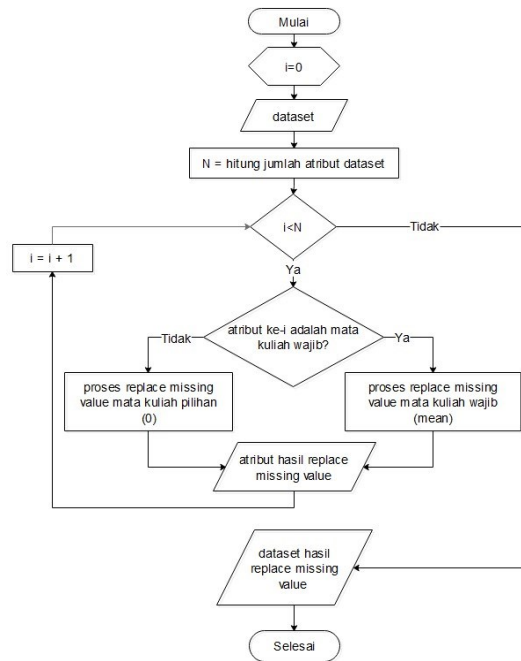 Mulai
i=0
dataset
N = hitung jumlah atribut dataset
i<N
Tidak
i = i + 1
Ya
atribut ke-i adalah mata
kuliah wajib?
Tidak
Ya
proses replace missing
value mata kuliah pilihan
(0)
proses replace missing
value mata kuliah wajib
(mean)
atribut hasil replace
missing value
dataset hasil
replace missing
value
Selesai